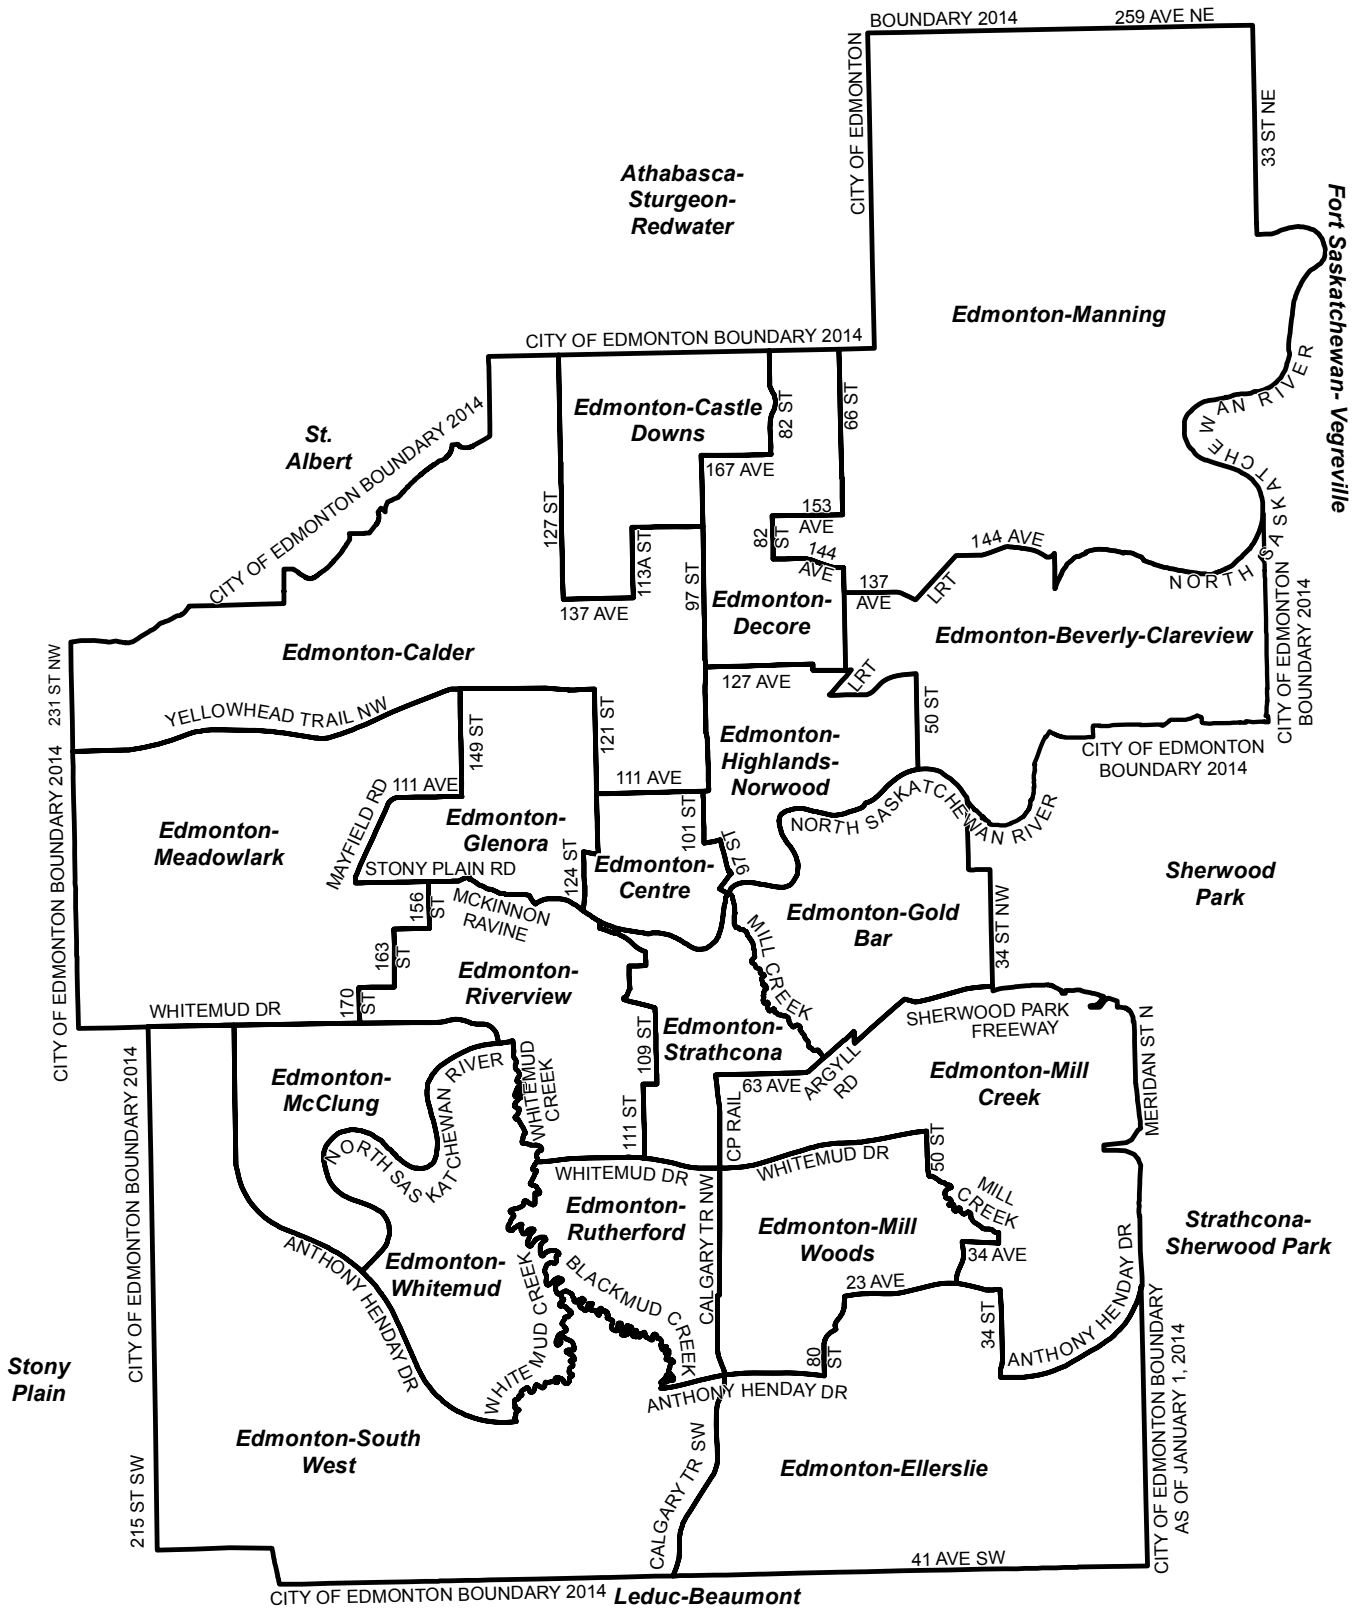 BOUNDARY 2014
259 AVE NE
CITY OF EDMONTON
33 ST NE
Athabasca-
Sturgeon-
Redwater
Fort Saskatchewan- Vegreville
Edmonton-Manning
CITY OF EDMONTON BOUNDARY 2014
NORTH SASKATCHEWAN RIVER
Edmonton-Castle
Downs
82 ST
66 ST
St.
Albert
CITY OF EDMONTON BOUNDARY 2014
167 AVE
127 ST
153
AVE
82
ST
144
AVE
144 AVE
113A ST
97 ST
137 AVE
137
AVE
LRT
Edmonton-
Decore
Edmonton-Beverly-Clareview
CITY OF EDMONTON
BOUNDARY 2014
Edmonton-Calder
231 ST NW
127 AVE
LRT
50 ST
YELLOWHEAD TRAIL NW
149 ST
121 ST
Edmonton-
Highlands-
Norwood
CITY OF EDMONTON
BOUNDARY 2014
111 AVE
111 AVE
CITY OF EDMONTON BOUNDARY 2014
MAYFIELD RD
Edmonton-
Meadowlark
Edmonton-
Glenora
101 ST
NORTH SASKATCHEWAN RIVER
97 ST
STONY PLAIN RD
124 ST
Edmonton-
Centre
Sherwood
Park
156
ST
MCKINNON
RAVINE
Edmonton-Gold
Bar
34 ST NW
163
ST
MILL CREEK
Edmonton-
Riverview
170
ST
WHITEMUD DR
SHERWOOD PARK
FREEWAY
109 ST
Edmonton-
Strathcona
MERIDIAN ST N
CITY OF EDMONTON BOUNDARY 2014
Edmonton-
McClung
NORTH SASKATCHEWAN RIVER
WHITEMUD
CREEK
63 AVE
ARGYLL
RD
Edmonton-Mill
Creek
111 ST
CP RAIL
WHITEMUD DR
WHITEMUD DR
50 ST
MILL
CREEK
Edmonton-
Rutherford
CALGARY TR NW
Edmonton-Mill
Woods
34 AVE
Strathcona-
Sherwood Park
ANTHONY HENDAY DR
Edmonton-
Whitemud
WHITEMUD CREEK
BLACKMUD CREEK
23 AVE
34 ST
ANTHONY HENDAY DR
80
ST
Stony
Plain
ANTHONY HENDAY DR
CITY OF EDMONTON BOUNDARY
AS OF JANUARY 1, 2014
Edmonton-South
West
CALGARY TR SW
Edmonton-Ellerslie
215 ST SW
41 AVE SW
CITY OF EDMONTON BOUNDARY 2014
Leduc-Beaumont